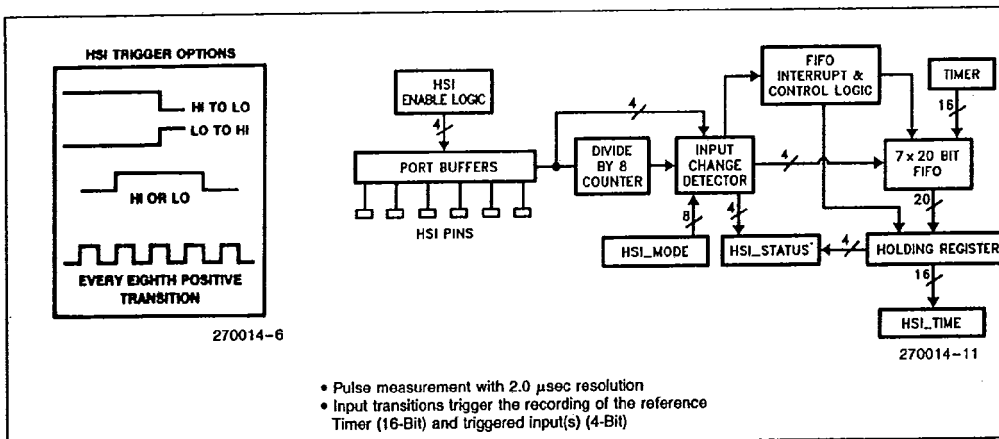 HSI TRIGGER OPTIONS
HI TO LO
LO TO HI
HI OR LO
EVERY EIGHTH POSITIVE
TRANSITION
270014-6
HSI
ENABLE LOGIC
4
PORT BUFFERS
HSI PINS
DIVIDE
BY 8
COUNTER
4
INPUT
CHANGE
DETECTOR
8
HSI_MODE
4
HSI_STATUS
FIFO
INTERRUPT &
CONTROL LOGIC
4
TIMER
16
7 x 20 BIT
FIFO
20
4
HOLDING REGISTER
16
HSI_TIME
270014-11
• Pulse measurement with 2.0 µsec resolution
• Input transitions trigger the recording of the reference
Timer (16-Bit) and triggered input(s) (4-Bit)